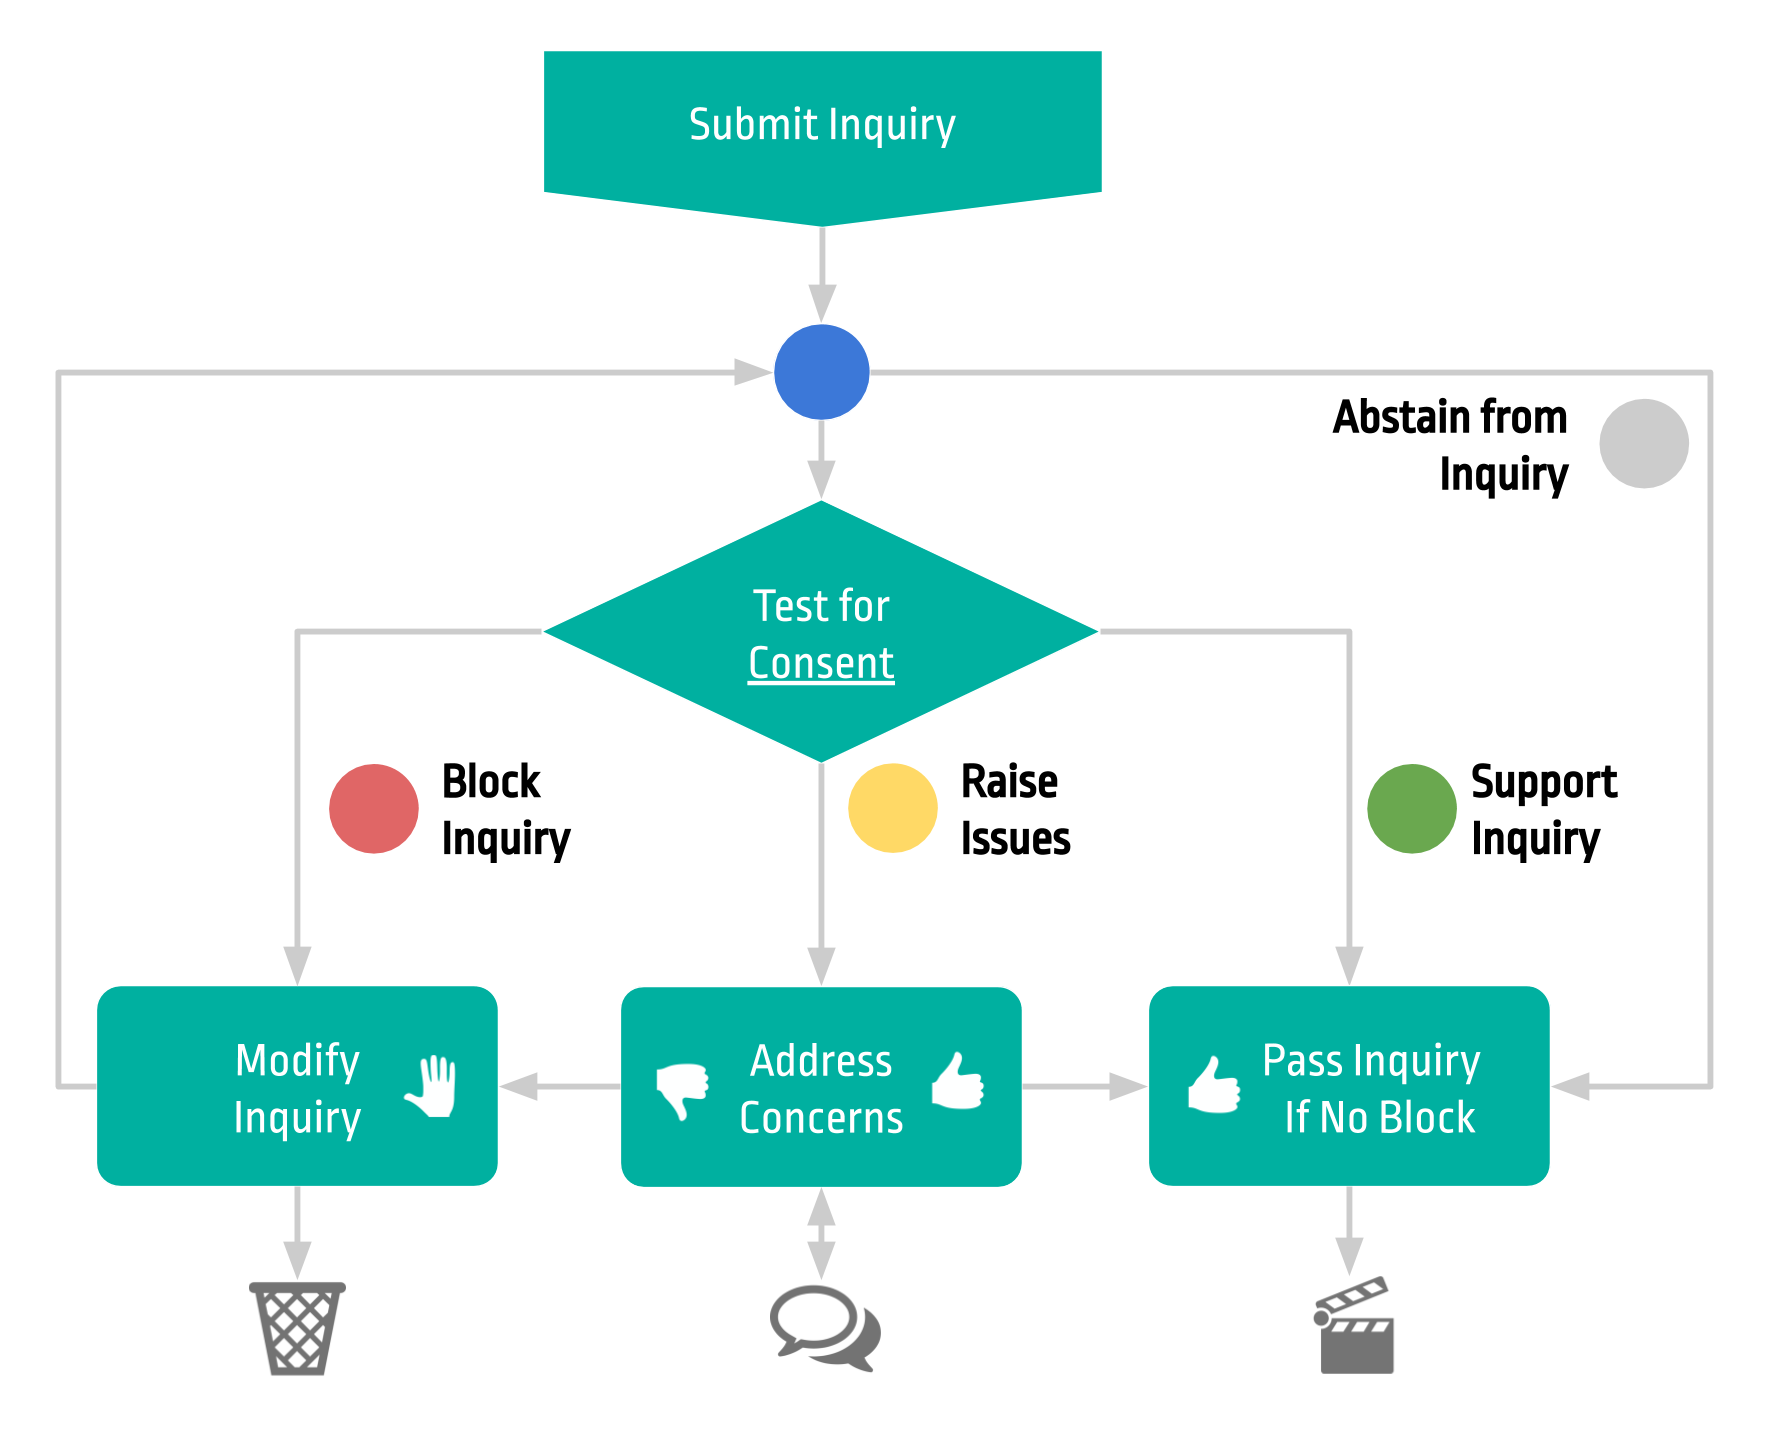 Submit Inquiry
Abstain from
Inquiry
Test for
Consent
Block
Inquiry
Raise
Issues
Support
Inquiry
Modify
Inquiry
Address
Concerns
Pass Inquiry
If No Block